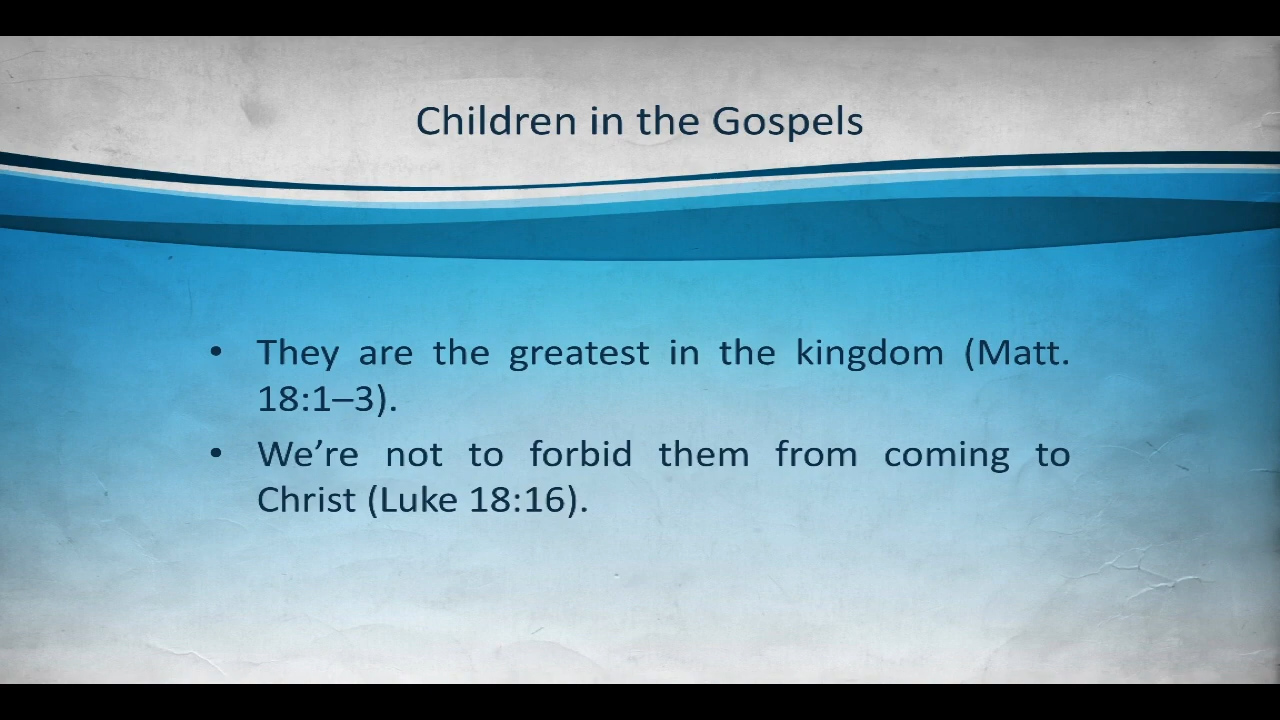 Children in the Gospels
• They are the greatest in the kingdom (Matt.
18:1–3).
• We’re not to forbid them from coming to
Christ (Luke 18:16).